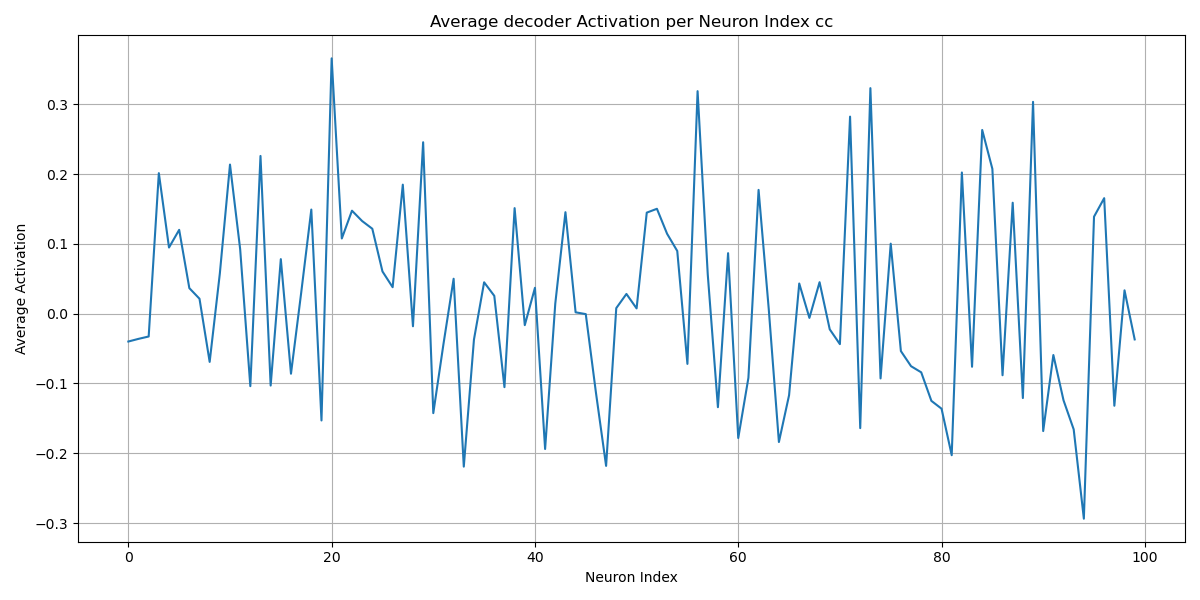 Average decoder Activation per Neuron Index cc
0.3
0.2
0.1
0.0
−0.1
−0.2
−0.3
Average Activation
0 20 40 60 80 100
Neuron Index